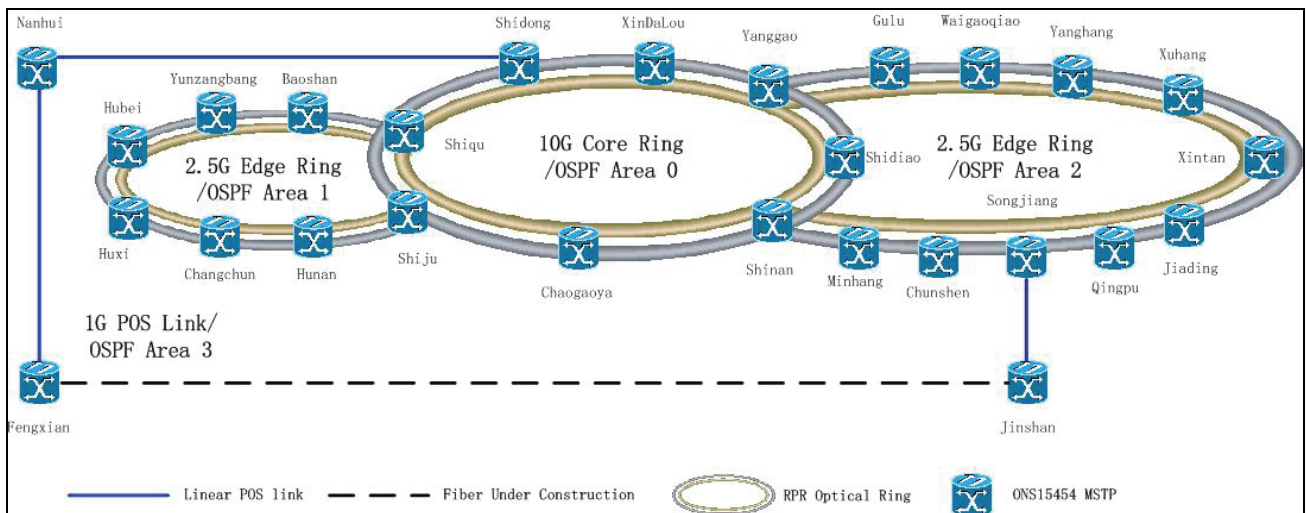 Nanhui
Shidong
XinDaLou
Yanggao
Gulu
Waigaoqiao
Yanghang
Xuhang
Yunzangbang
Baoshan
Hubei
Shiqu
2.5G Edge Ring
/OSPF Area 1
10G Core Ring
/OSPF Area 0
Shidiao
2.5G Edge Ring
/OSPF Area 2
Xintan
Songjiang
Huxi
Changchun
Hunan
Shiju
Chaogaoya
Shinan
Minhang
Chunshen
Qingpu
Jiading
1G POS Link/
OSPF Area 3
Fengxian
Jinshan
Linear POS link
Fiber Under Construction
RPR Optical Ring
ONS15454 MSTP